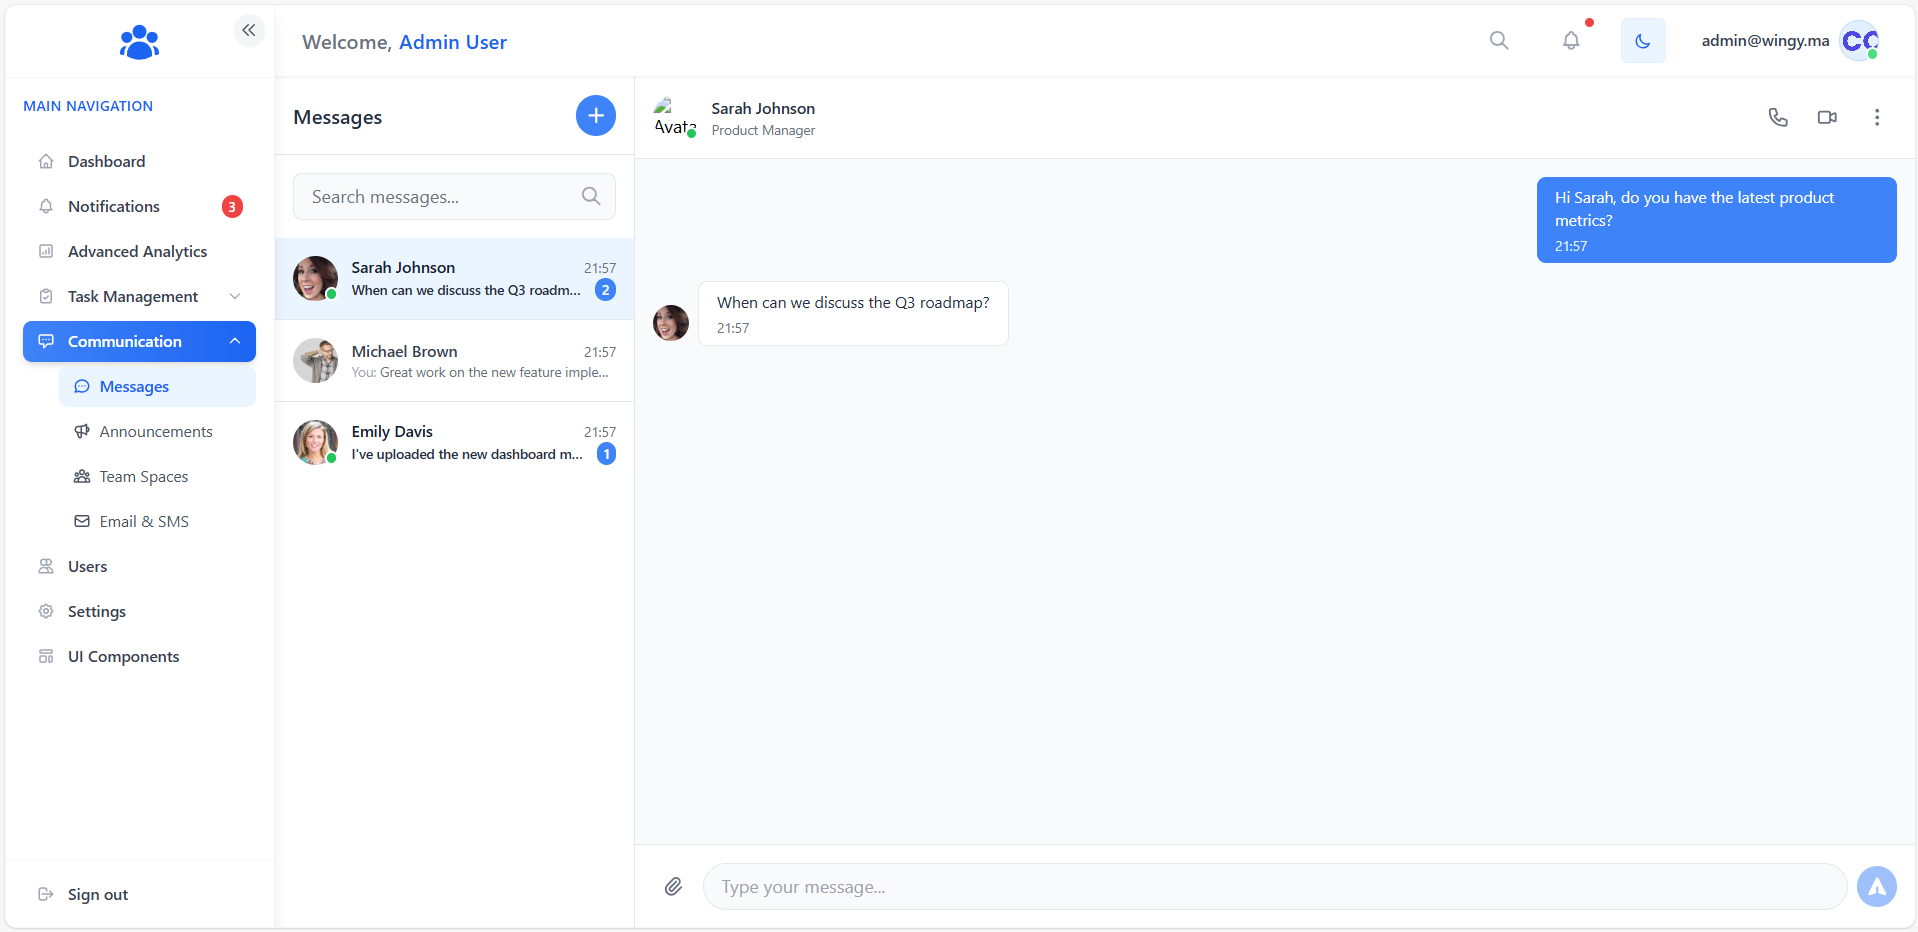 Welcome, Admin User
admin@wingy.ma
MAIN NAVIGATION
Dashboard
Notifications
3
Advanced Analytics
Task Management
Communication
Messages
Announcements
Team Spaces
Email & SMS
Users
Settings
UI Components
Sign out
Messages
Search messages...
Sarah Johnson
21:57
When can we discuss the Q3 roadm...
2
Michael Brown
21:57
You: Great work on the new feature imple...
Emily Davis
21:57
I've uploaded the new dashboard m...
1
Avata
Sarah Johnson
Product Manager
Hi Sarah, do you have the latest product
metrics?
21:57
When can we discuss the Q3 roadmap?
21:57
Type your message...